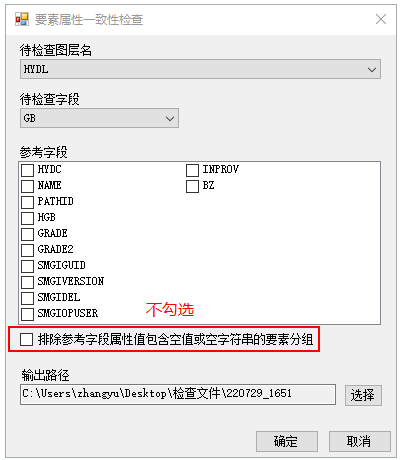 要素属性一致性检查
待检查图层名
HYDL
待检查字段
GB
参考字段
HYDC INPROV
NAME BZ
PATHID
HGB
GRADE
GRADE2
SMGIGUID
SMGIVERSION
SMGIDEL
SMGIOPUSER
不勾选
排除参考字段属性值包含空值或空字符串的要素分组
输出路径
C:\Users\zhangyu\Desktop\检查文件\220729_1651
选择
确定 取消